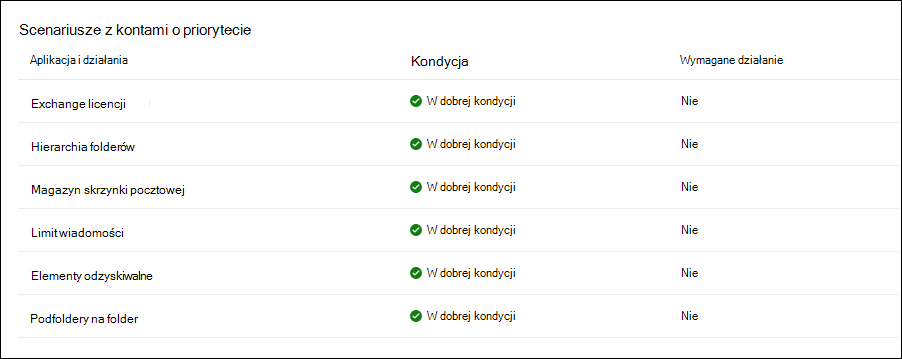 Scenariusze z kontami o priorytecie
Aplikacja i działania Kondycja Wymagane działanie
Exchange licencji W dobrej kondycji Nie
Hierarchia folderów W dobrej kondycji Nie
Magazyn skrzynki pocztowej W dobrej kondycji Nie
Limit wiadomości W dobrej kondycji Nie
Elementy odzyskiwalne W dobrej kondycji Nie
Podfoldery na folder W dobrej kondycji Nie